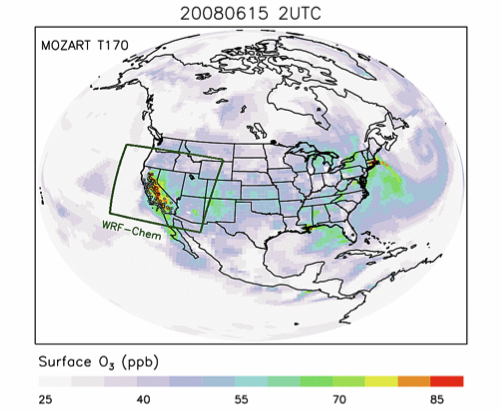 20080615 2UTC
MOZART T170
WRF-Chem
Surface O₃ (ppb)
25 40 55 70 85